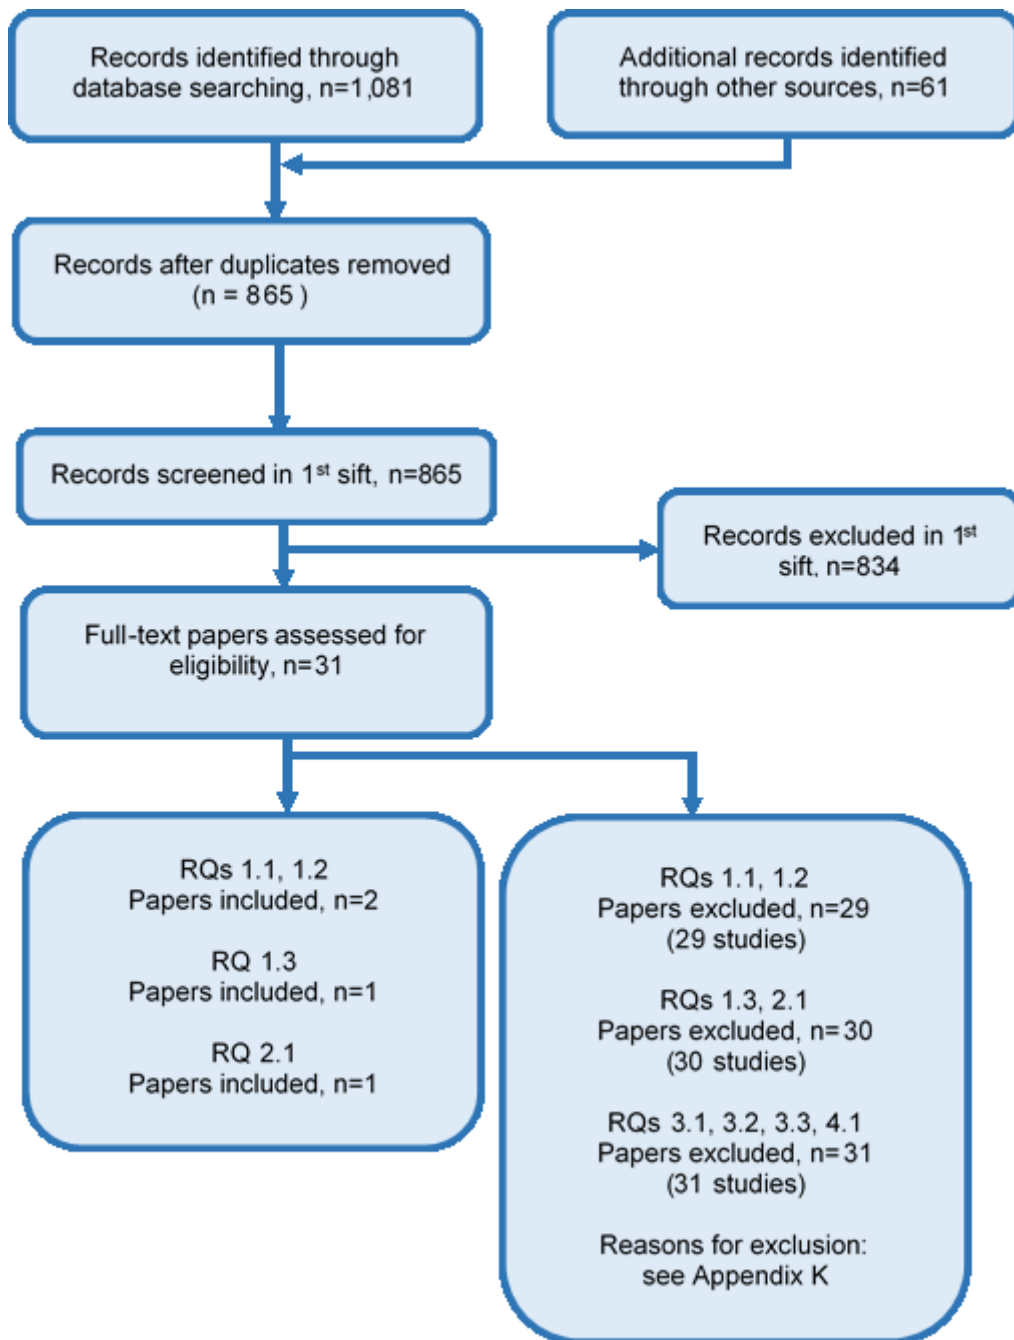 Records identified through
database searching, n=1,081
Additional records identified
through other sources, n=61
Records after duplicates removed
(n = 865 )
Records screened in 1st sift, n=865
Records excluded in 1st
sift, n=834
Full-text papers assessed for
eligibility, n=31
RQs 1.1, 1.2
Papers included, n=2
RQ 1.3
Papers included, n=1
RQ 2.1
Papers included, n=1
RQs 1.1, 1.2
Papers excluded, n=29
(29 studies)
RQs 1.3, 2.1
Papers excluded, n=30
(30 studies)
RQs 3.1, 3.2, 3.3, 4.1
Papers excluded, n=31
(31 studies)
Reasons for exclusion:
see Appendix K